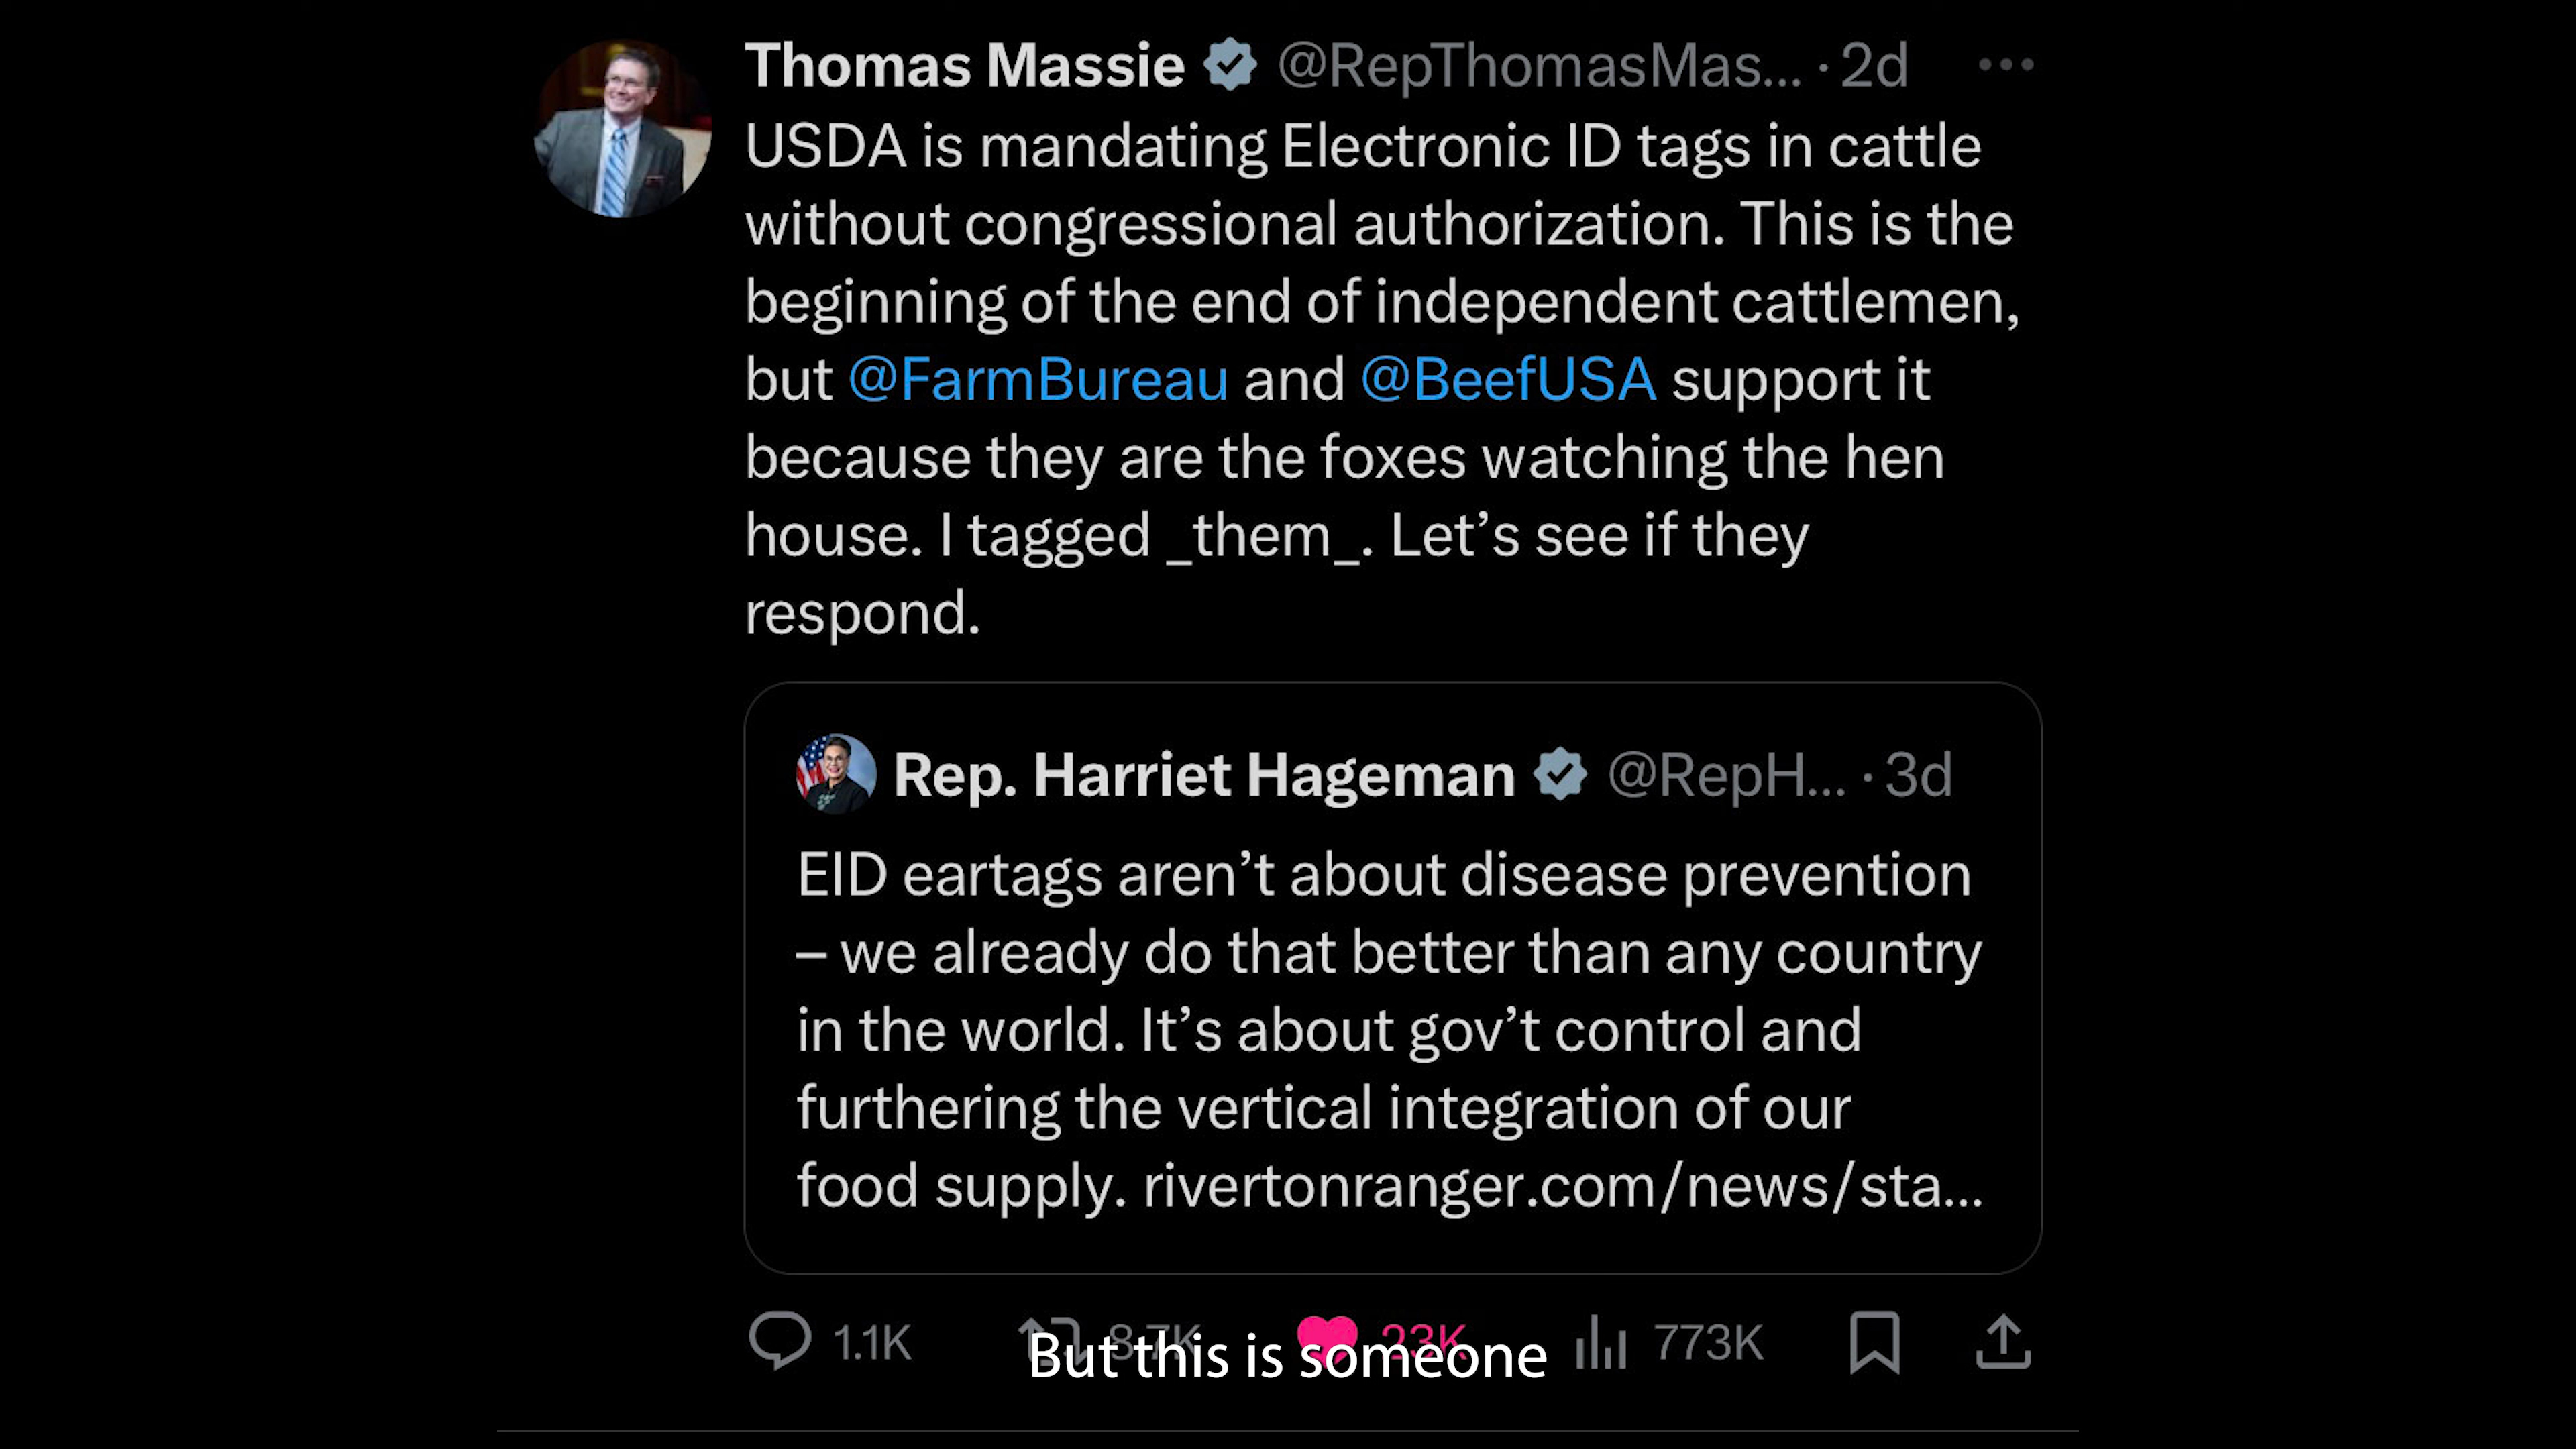 Thomas Massie @RepThomasMas... · 2d
USDA is mandating Electronic ID tags in cattle
without congressional authorization. This is the
beginning of the end of independent cattlemen,
but @FarmBureau and @BeefUSA support it
because they are the foxes watching the hen
house. I tagged _them_. Let’s see if they
respond.
Rep. Harriet Hageman @RepH... · 3d
EID eartags aren’t about disease prevention
– we already do that better than any country
in the world. It’s about gov’t control and
furthering the vertical integration of our
food supply. rivertonranger.com/news/sta...
1.1K 8.7K 23K 773K
But this is someone